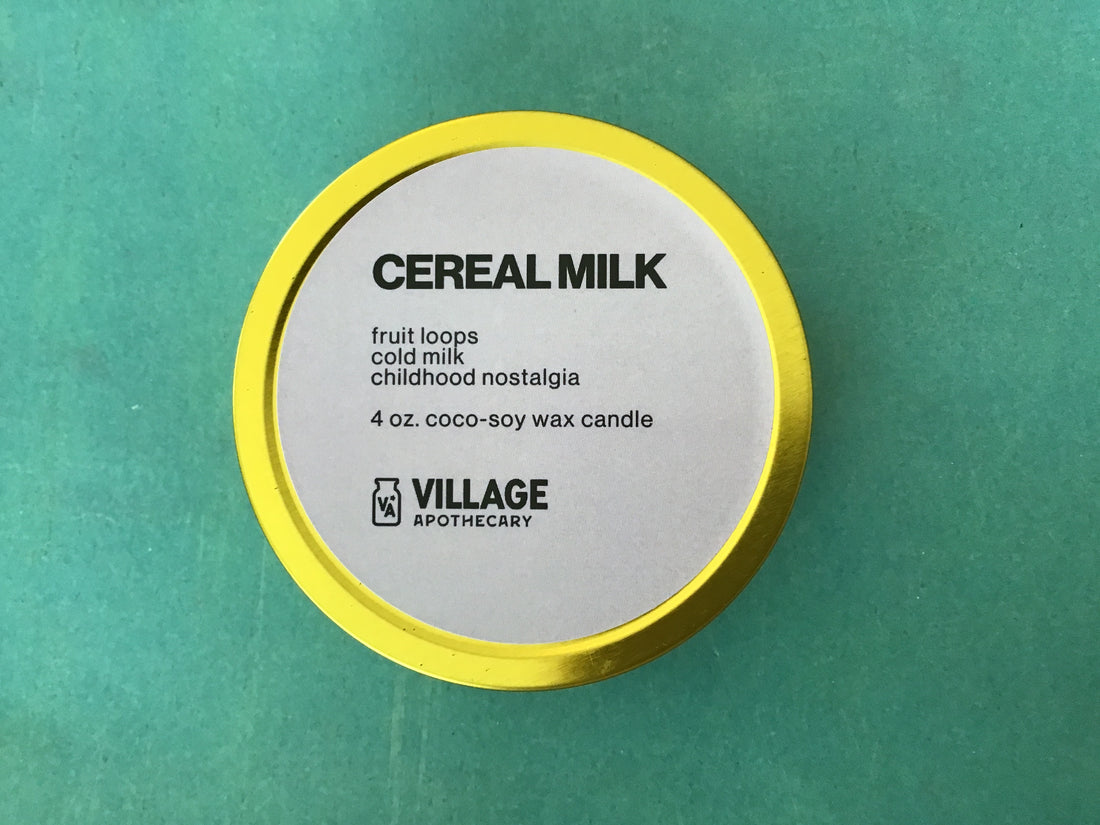 CEREAL MILK
fruit loops
cold milk
childhood nostalgia
4 oz. coco-soy wax candle
VA
VILLAGE
APOTHECARY